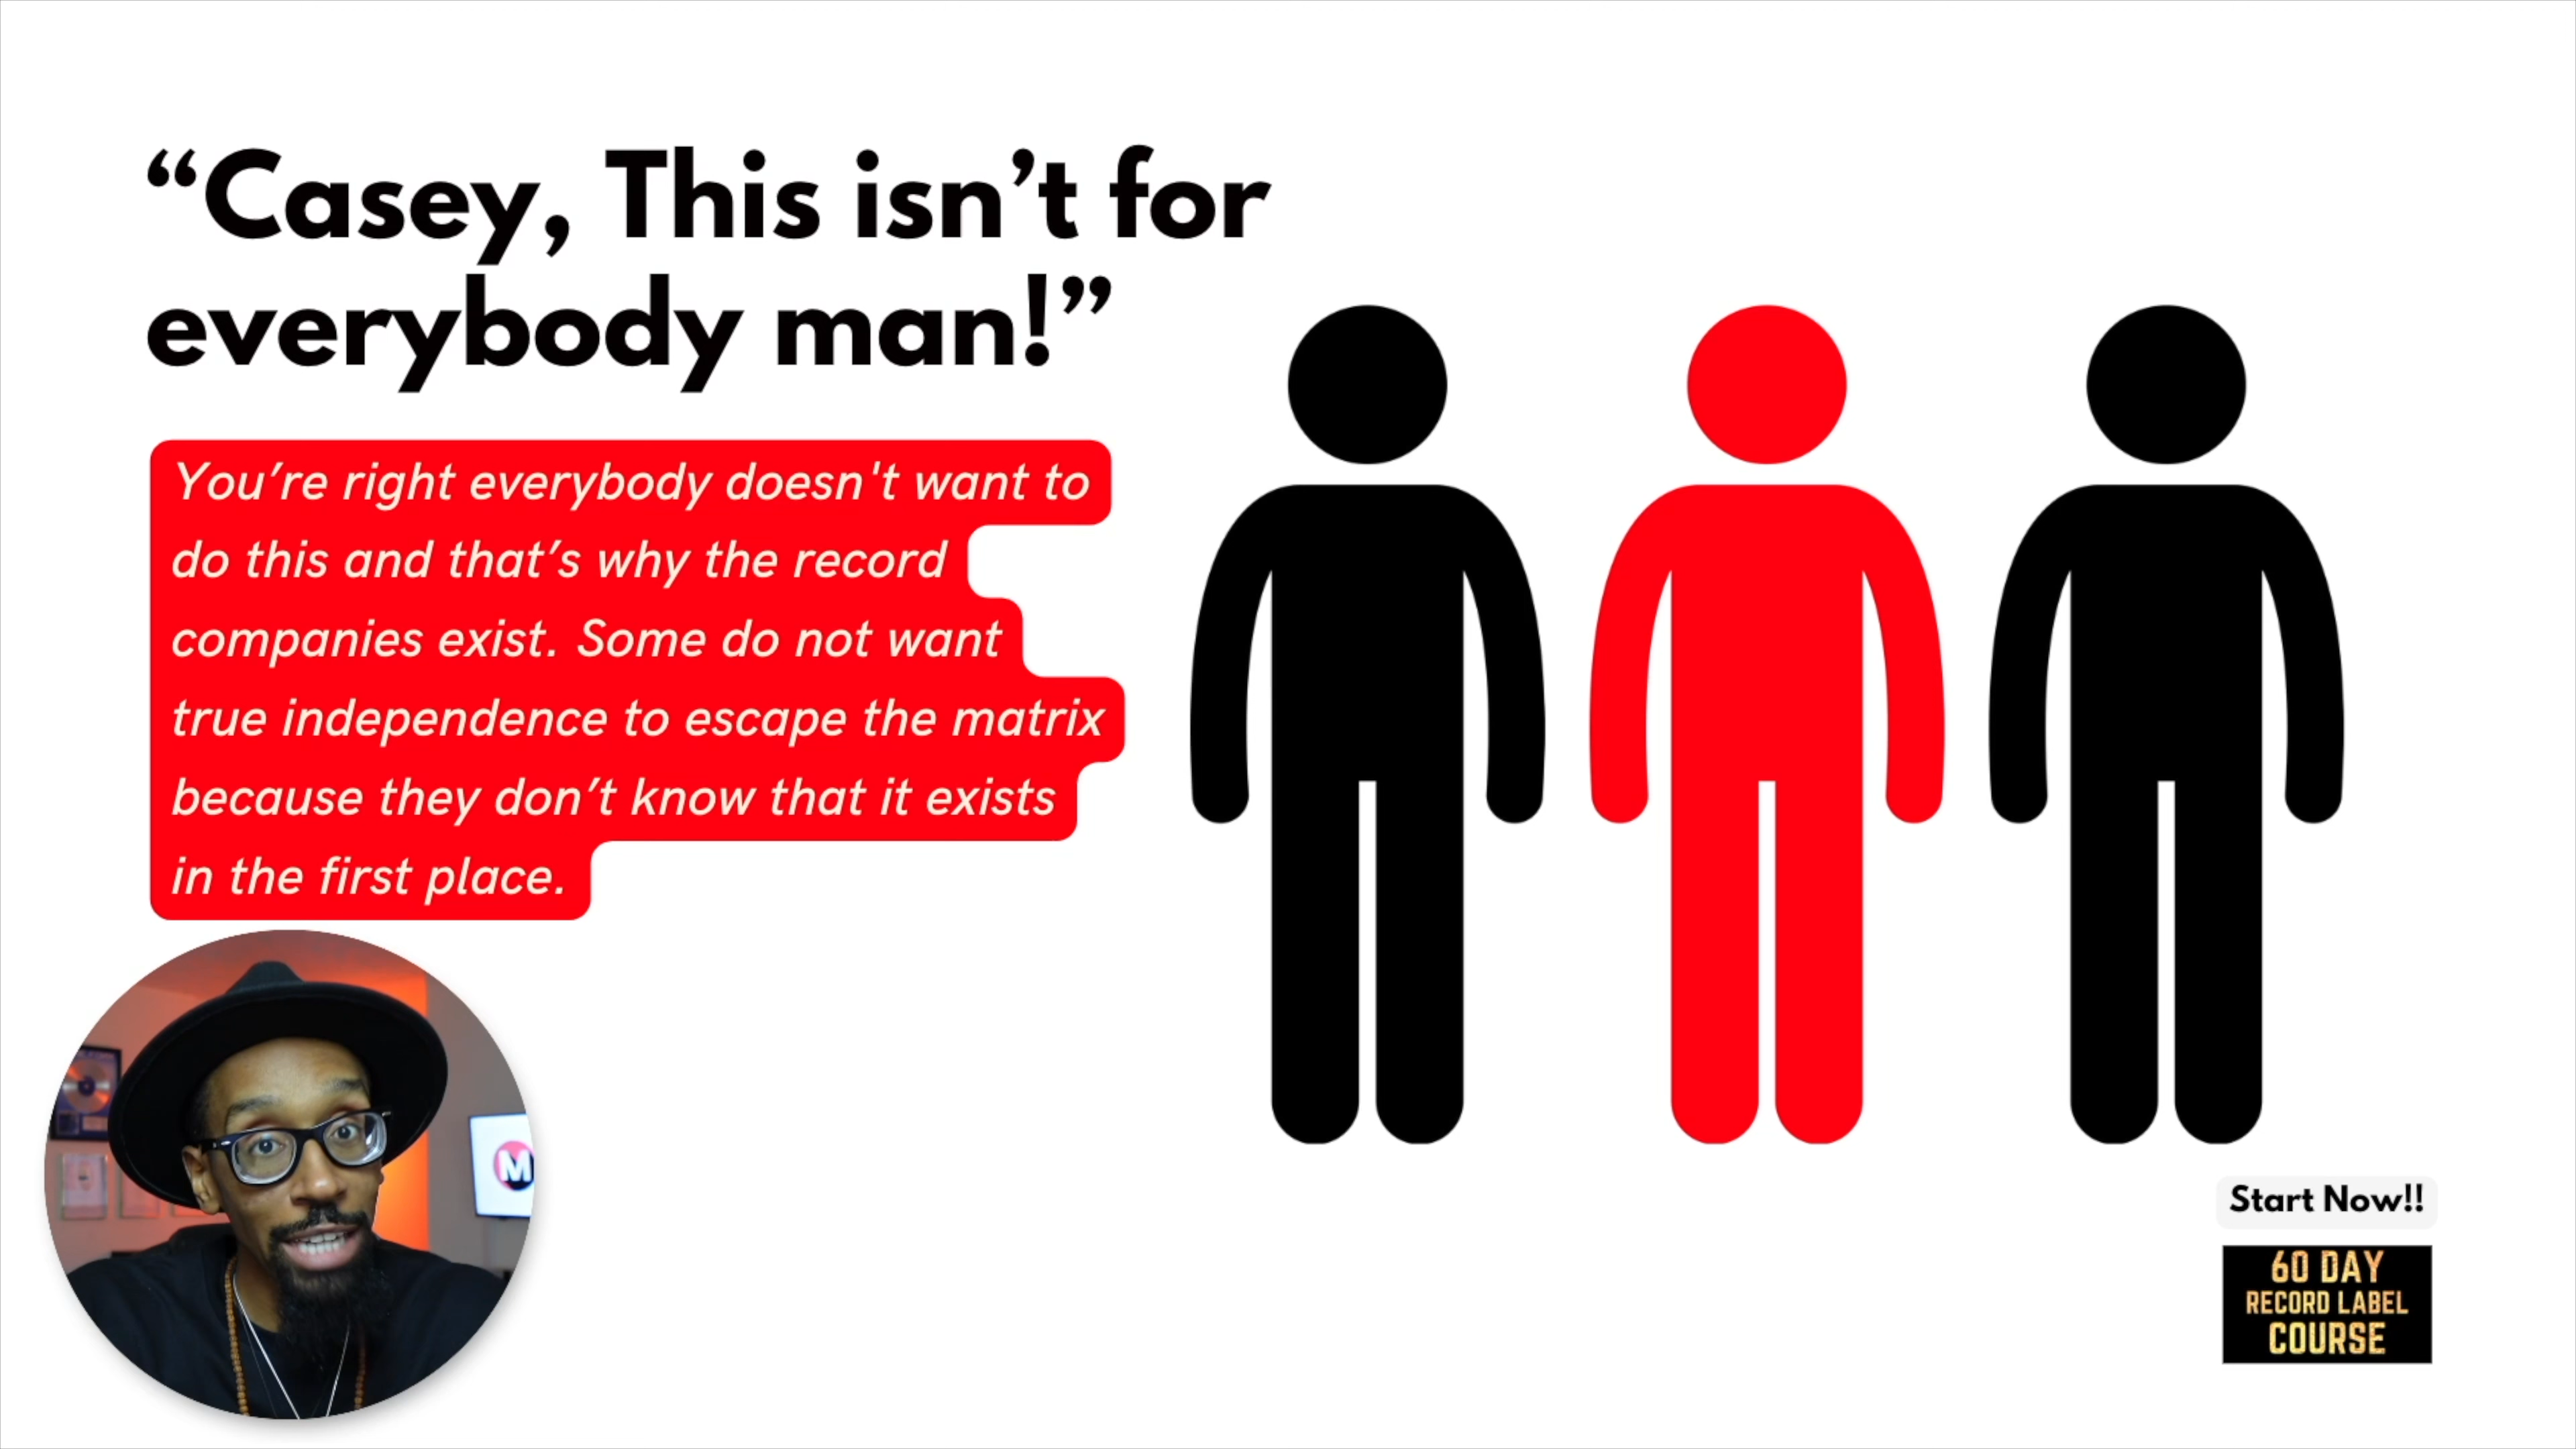 “Casey, This isn’t for
everybody man!”
You’re right everybody doesn't want to
do this and that’s why the record
companies exist. Some do not want
true independence to escape the matrix
because they don’t know that it exists
in the first place.
M
Start Now!!
60 DAY
RECORD LABEL
COURSE